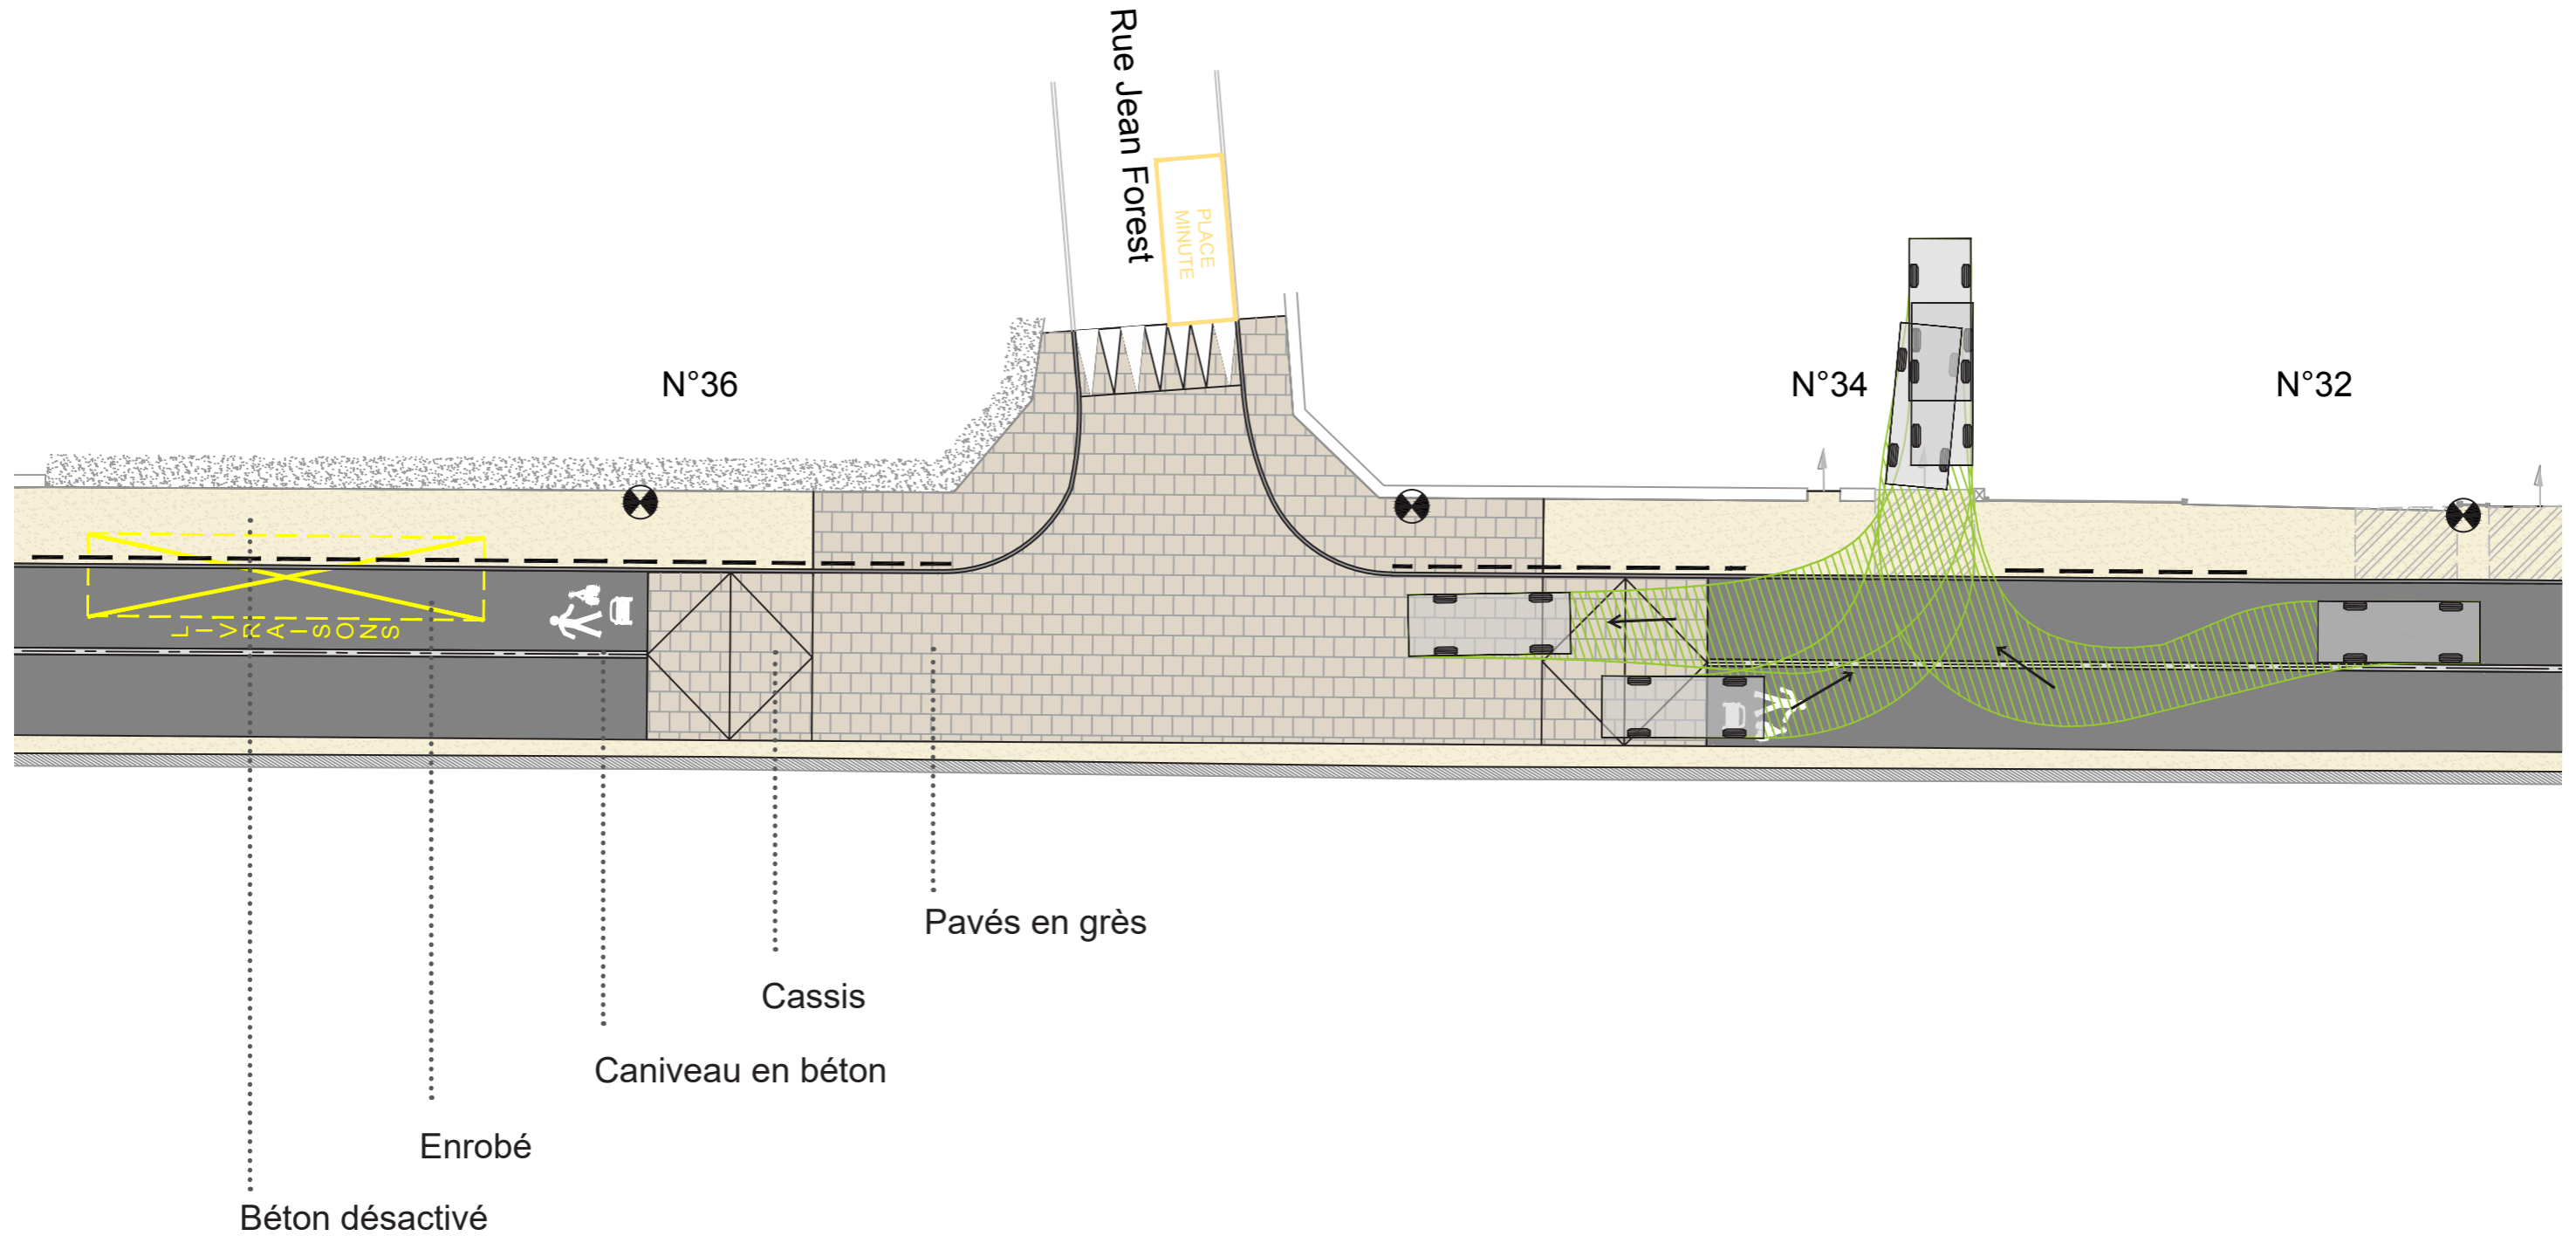 Rue Jean Forest
PLACE
MINUTE
N°36
N°34
N°32
LIVRAISONS
Pavés en grès
Cassis
Caniveau en béton
Enrobé
Béton désactivé